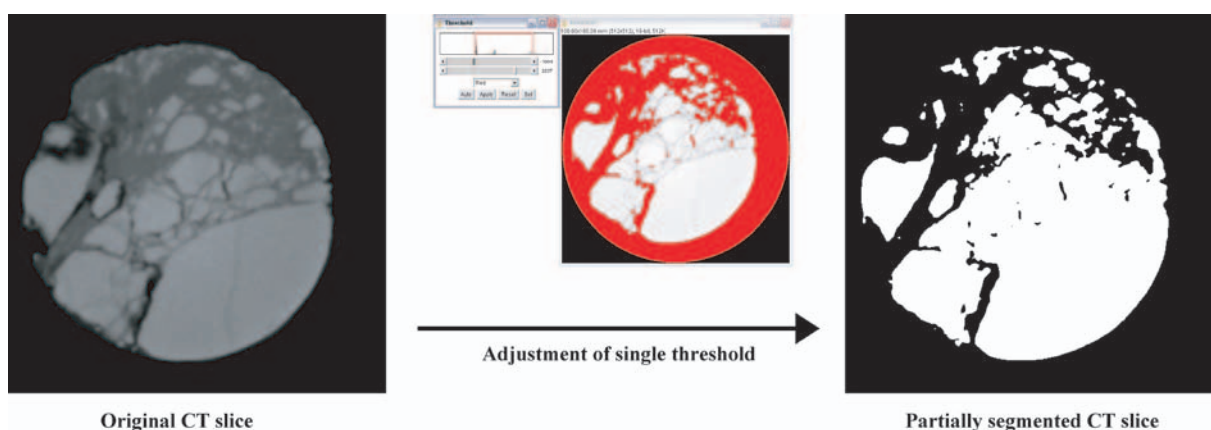 Threshold
Red
Auto Apply Reset Set
Adjustment of single threshold
Original CT slice
Partially segmented CT slice